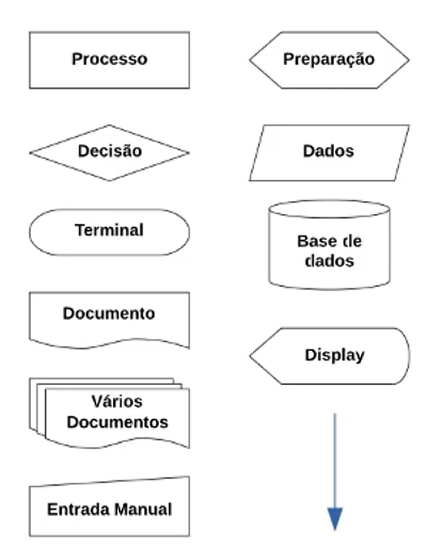 Processo
Preparação
Decisão
Dados
Terminal
Base de
dados
Documento
Display
Vários
Documentos
Entrada Manual